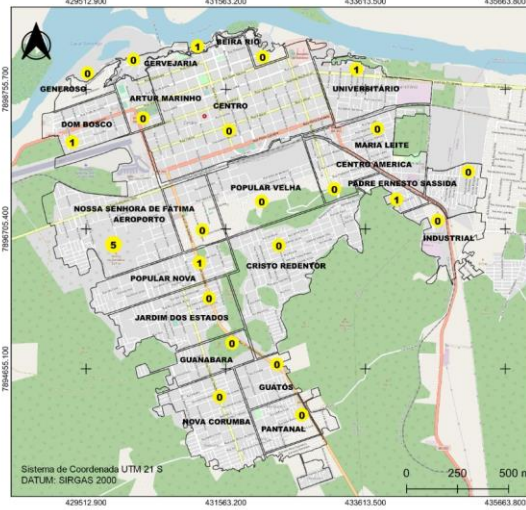 429512.900 431563.200 433613.500 435663.800
7898755.700
7896705.400
7894655.100
1
BEIRA RIO
0
0
CERVEJARIA
0
GENEROSO
1
UNIVERSITÁRIO
ARTUR MARINHO
CENTRO
0
DOM BOSCO
1
0
0
MARIA LEITE
CENTRO AMERICA
0
PADRE ERNESTO SASSIDA
POPULAR VELHA
0
0
1
NOSSA SENHORA DE FÁTIMA
AEROPORTO
0
INDUSTRIAL
0
5
0
1
CRISTO REDENTOR
POPULAR NOVA
0
JARDIM DOS ESTADOS
0
GUANABARA
0
GUATÓS
0
NOVA CORUMBA
0
PANTANAL
Sistema de Coordenada UTM 21 S
DATUM: SIRGAS 2000
0 250 500 m
429512.900 431563.200 433613.500 435663.800